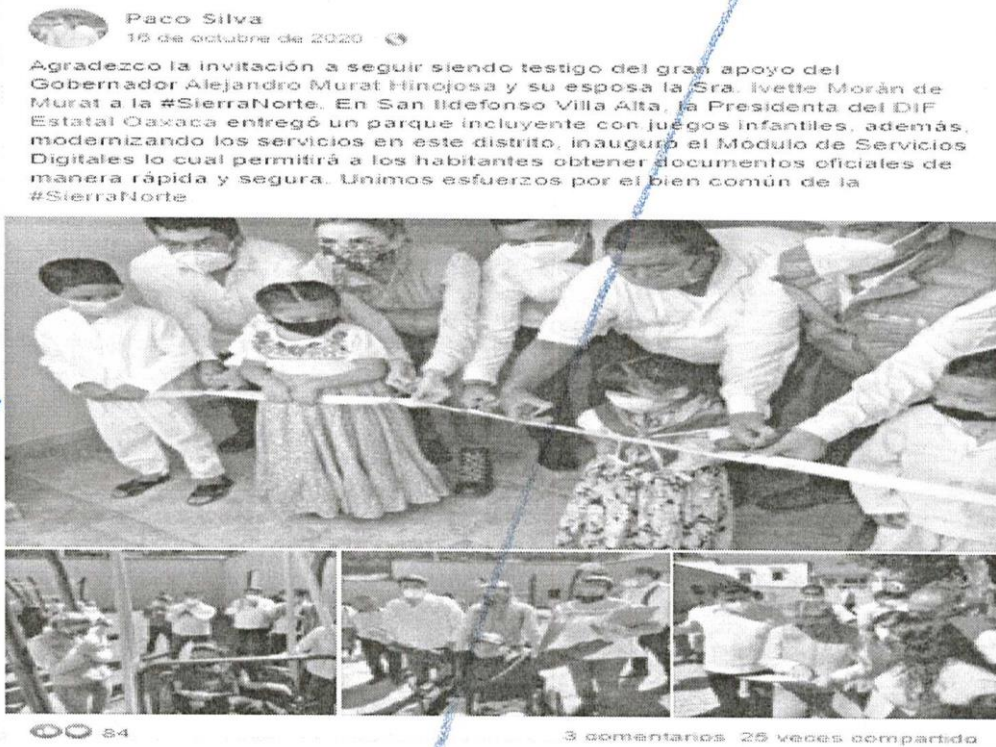 Paco Silva
16 de octubre de 2020
Agradezco la invitación a seguir siendo testigo del gran apoyo del
Gobernador Alejandro Murat Hinojosa y su esposa la Sra. Ivette Morán de
Murat a la #SierraNorte. En San Ildefonso Villa Alta, la Presidenta del DIF
Estatal Oaxaca entregó un parque incluyente con juegos infantiles, además,
modernizando los servicios en este distrito, inauguró el Modulo de Servicios
Digitales lo cual permitirá a los habitantes obtener documentos oficiales de
manera rápida y segura. Unimos esfuerzos por el bien común de la
#SierraNorte
84
3 comentarios 25 veces compartido